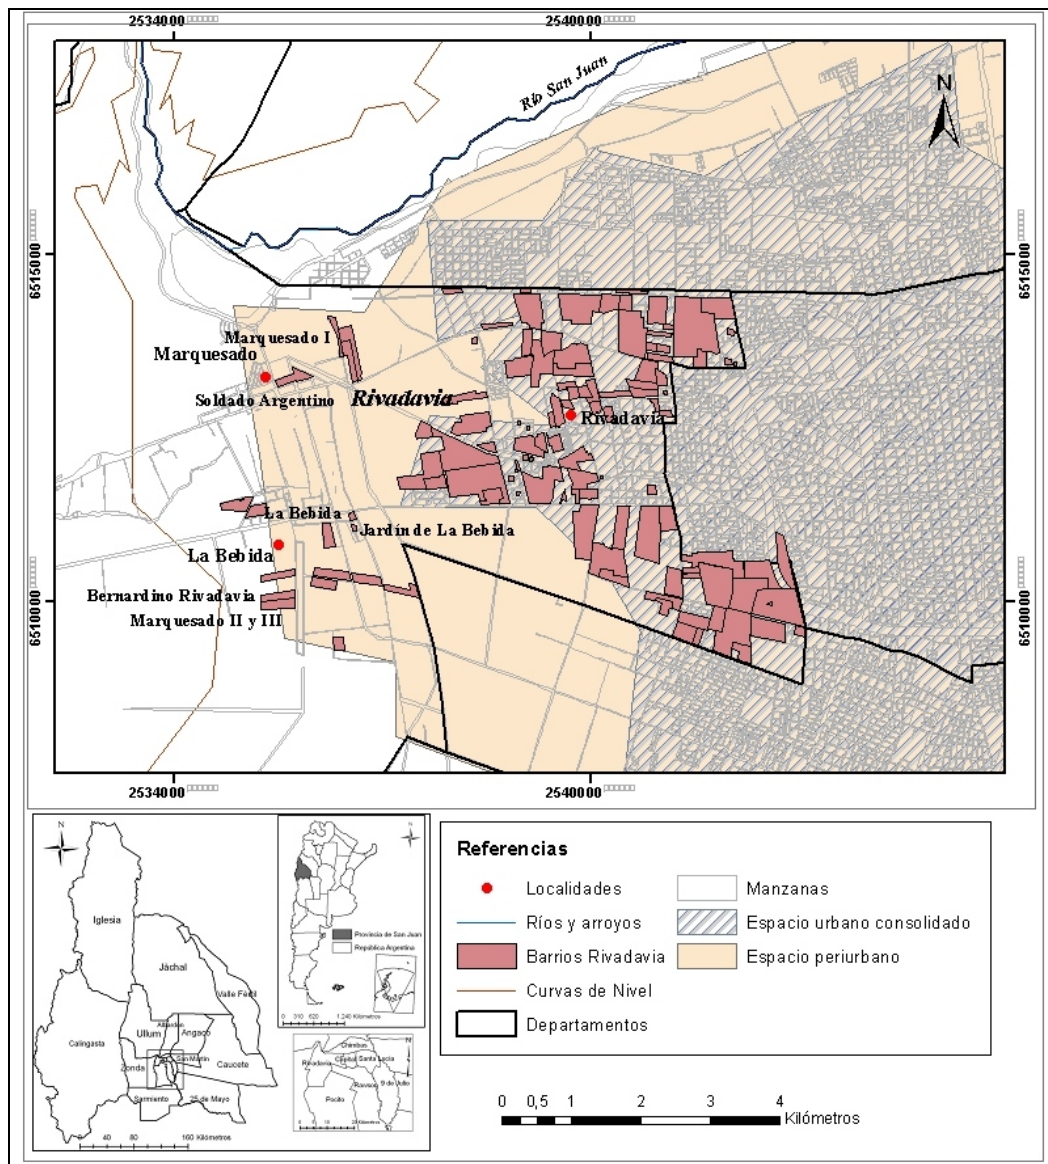 2534000
2540000
N
Río San Juan
6515000
6515000
Marquesado I
Marquesado
Soldado Argentino
Rivadavia
Rivadavia
La Bebida
Jardín de La Bebida
La Bebida
Bernardino Rivadavia
Marquesado II y III
6510000
6510000
2534000
2540000
N
Iglesia
Jáchal
Valle Fértil
Ullum
Angaco
Calingasta
Zonda
San Martín
Caucete
Sarmiento
25 de Mayo
0 40 80 160 Kilómetros
N
Provincia de San Juan
República Argentina
0 310 620 1.240 Kilómetros
Chimbas
Rivadavia
Capital
Santa Lucía
Rawson
9 de Julio
Pocito
Referencias
Localidades
Manzanas
Ríos y arroyos
Espacio urbano consolidado
Barrios Rivadavia
Espacio periurbano
Curvas de Nivel
Departamentos
0 0,5 1 2 3 4
Kilómetros